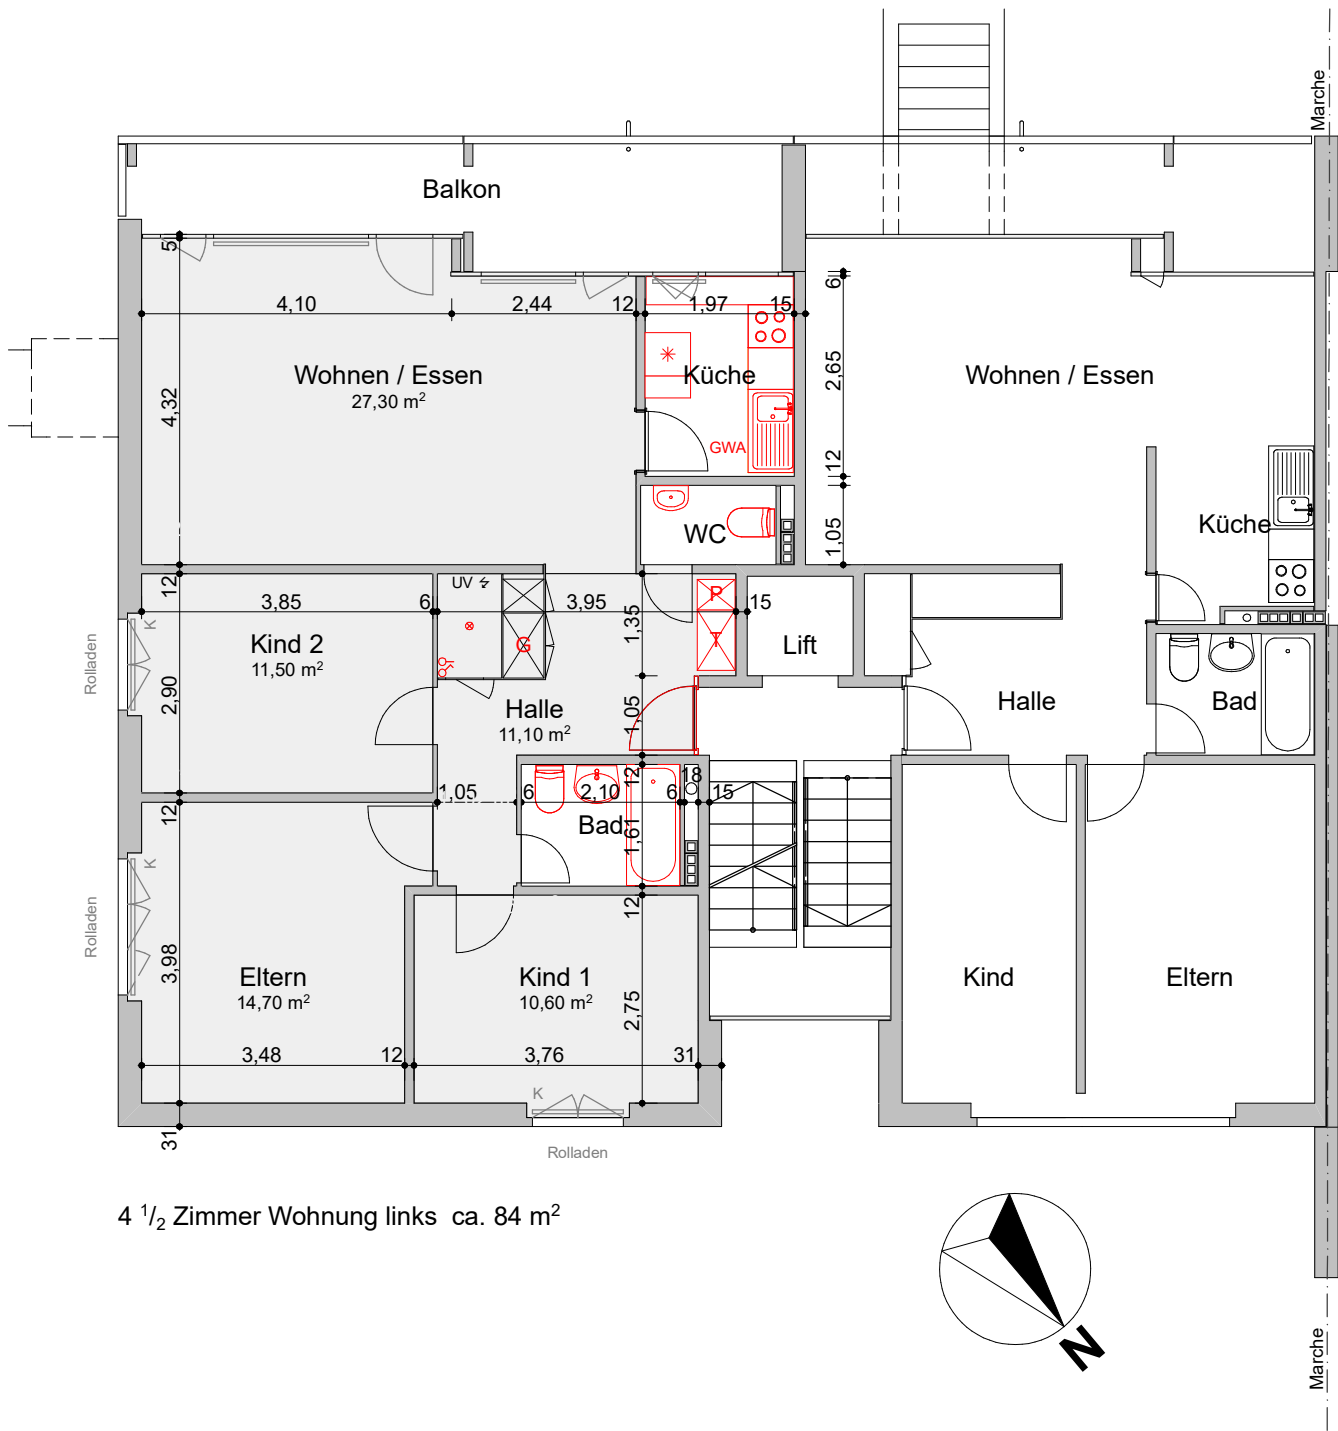 Marche
Balkon
5
4,10
2,44
12
1,97
15
6
Wohnen / Essen
27,30 m²
Küche
Wohnen / Essen
4,32
2,65
GWA
12
Küche
WC
1,05
12
UV
P
3,85
6
3,95
15
1,35
K
Rolladen
Kind 2
11,50 m²
G
T
Lift
2,90
Halle
11,10 m²
1,05
Halle
Bad
12
18
1,05
6
2,10
6
15
12
Bad
1,61
K
Rolladen
12
3,98
Eltern
14,70 m²
Kind 1
10,60 m²
Kind
Eltern
2,75
3,48
12
3,76
31
K
31
Rolladen
4 1/2 Zimmer Wohnung links ca. 84 m²
N
Marche